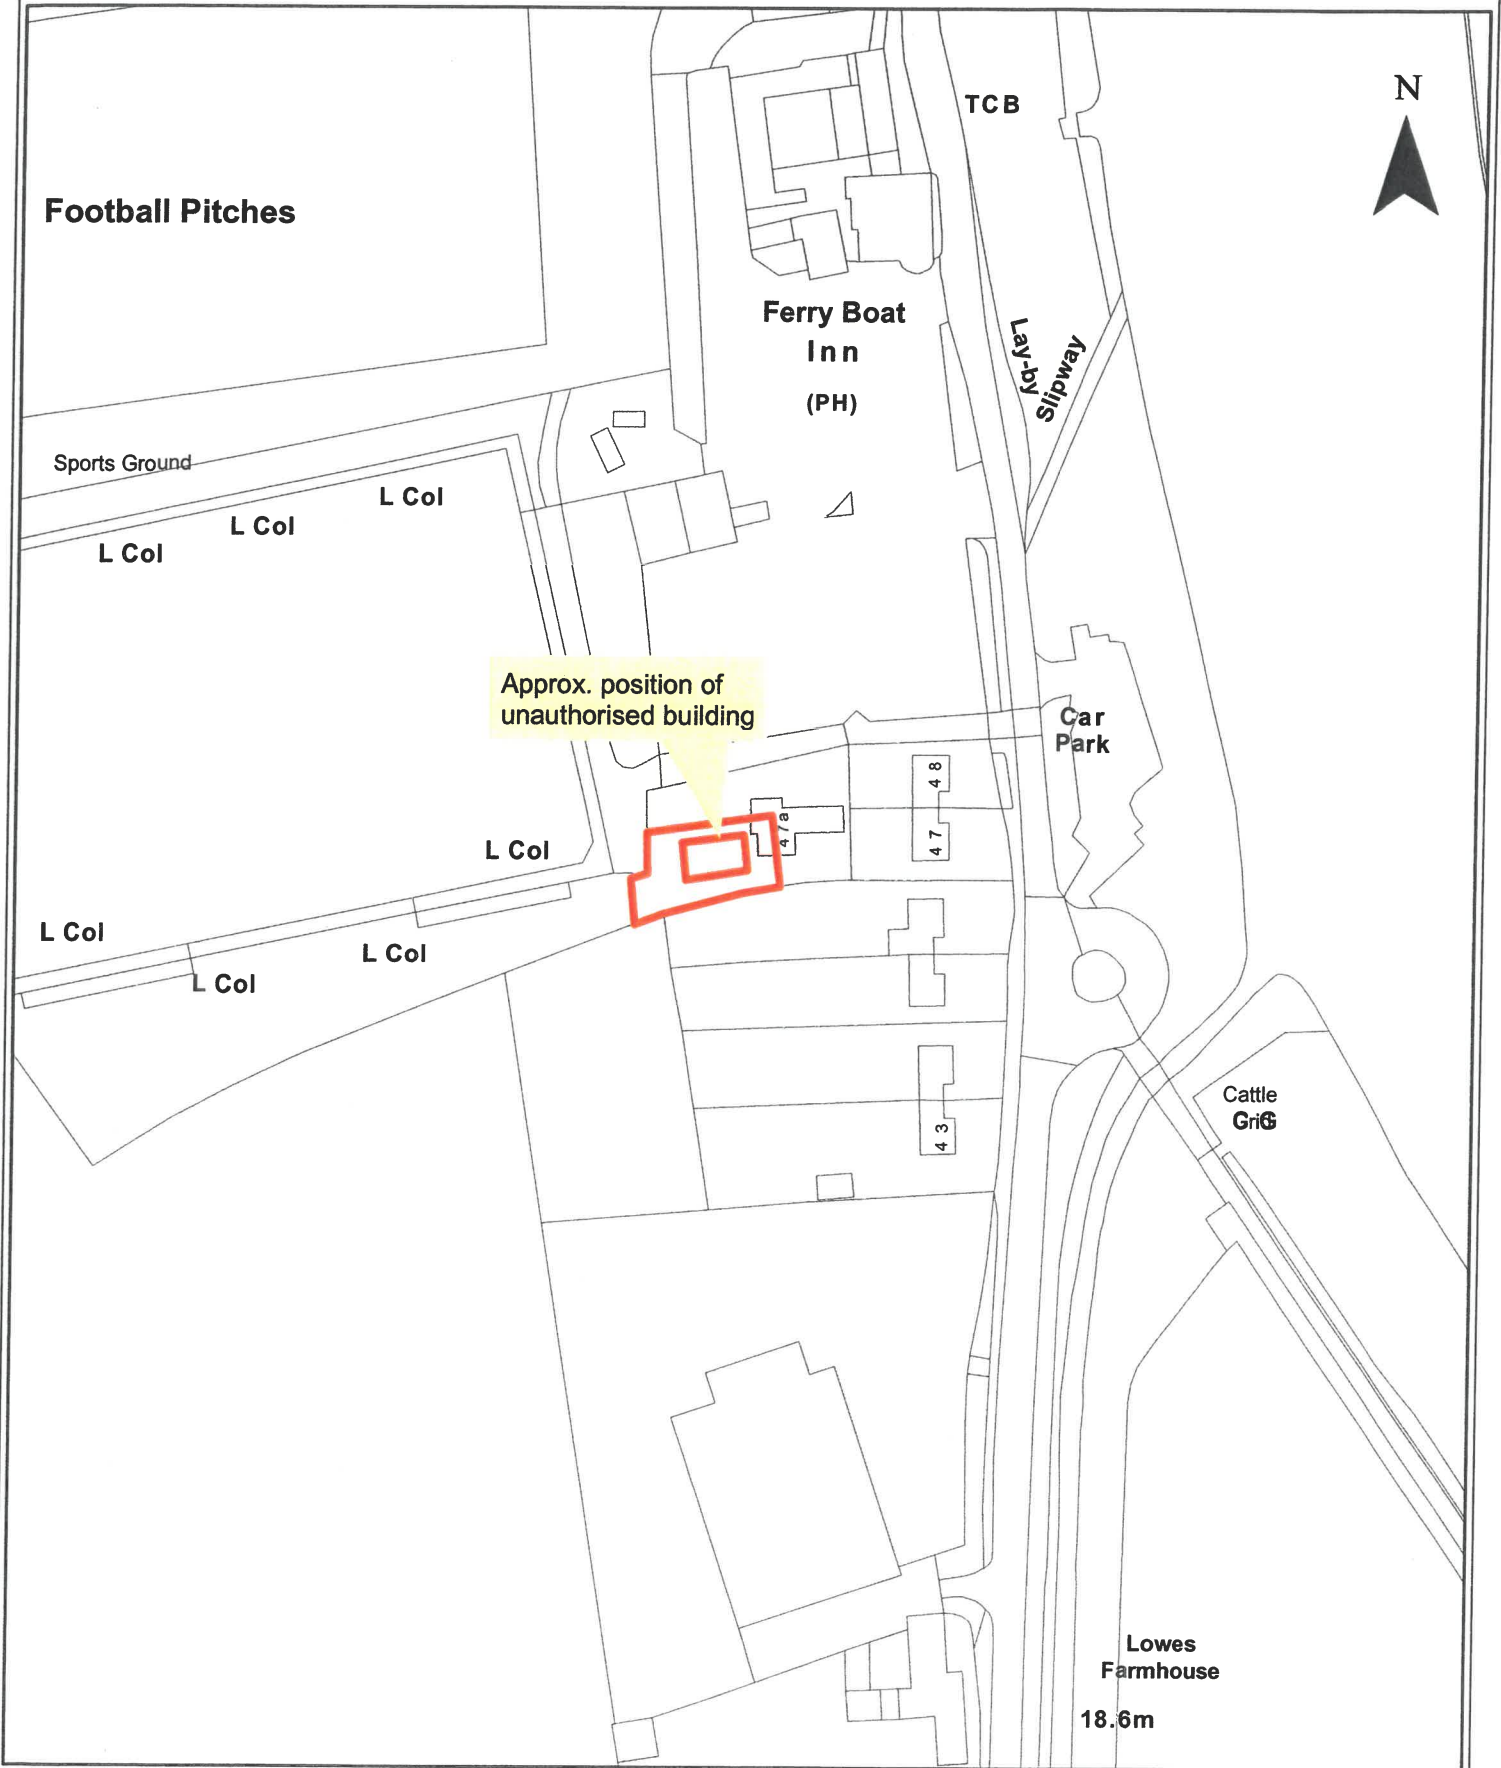 TCB
N
Football Pitches
Ferry Boat
Inn
(PH)
Lay-by
Slipway
Sports Ground
L Col
L Col
L Col
Approx. position of
unauthorised building
Car
Park
48
47
47a
L Col
L Col
L Col
L Col
43
Cattle
Lowes
Farmhouse
18.6m